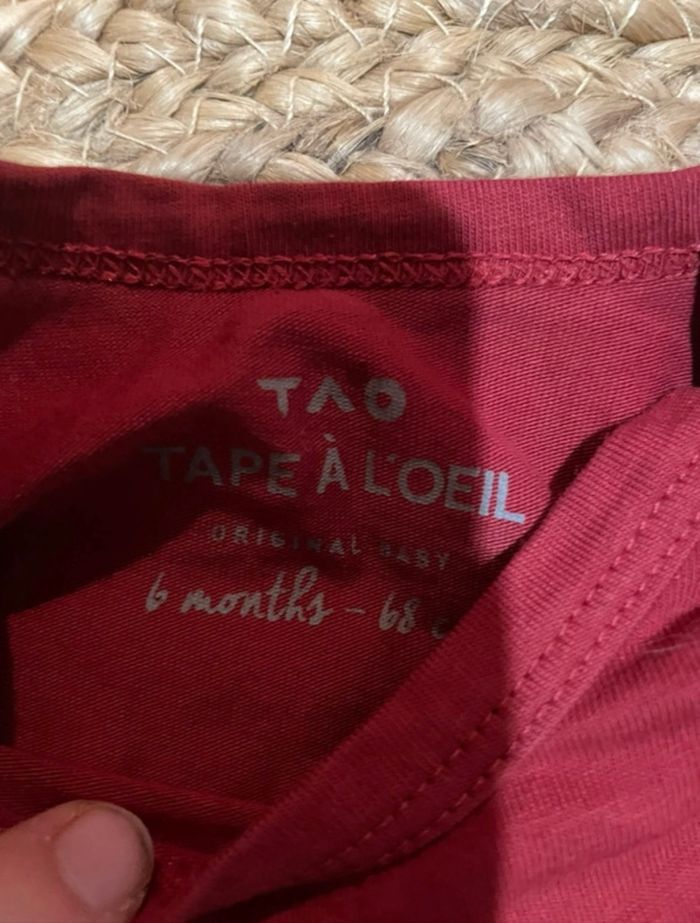 TAO
TAPE À L'OEIL
ORIGINAL BABY
6 months - 68 c